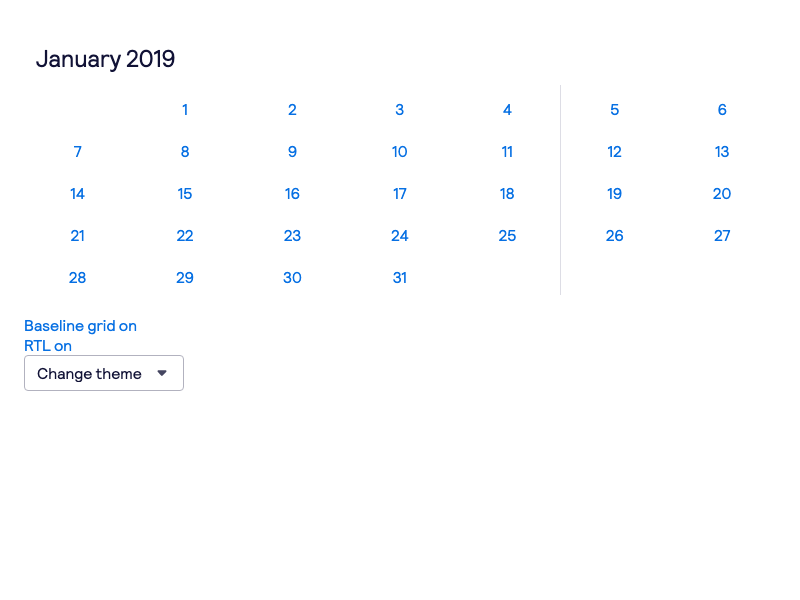 January 2019
1 2 3 4 5 6
7 8 9 10 11 12 13
14 15 16 17 18 19 20
21 22 23 24 25 26 27
28 29 30 31
Baseline grid on
RTL on
Change theme